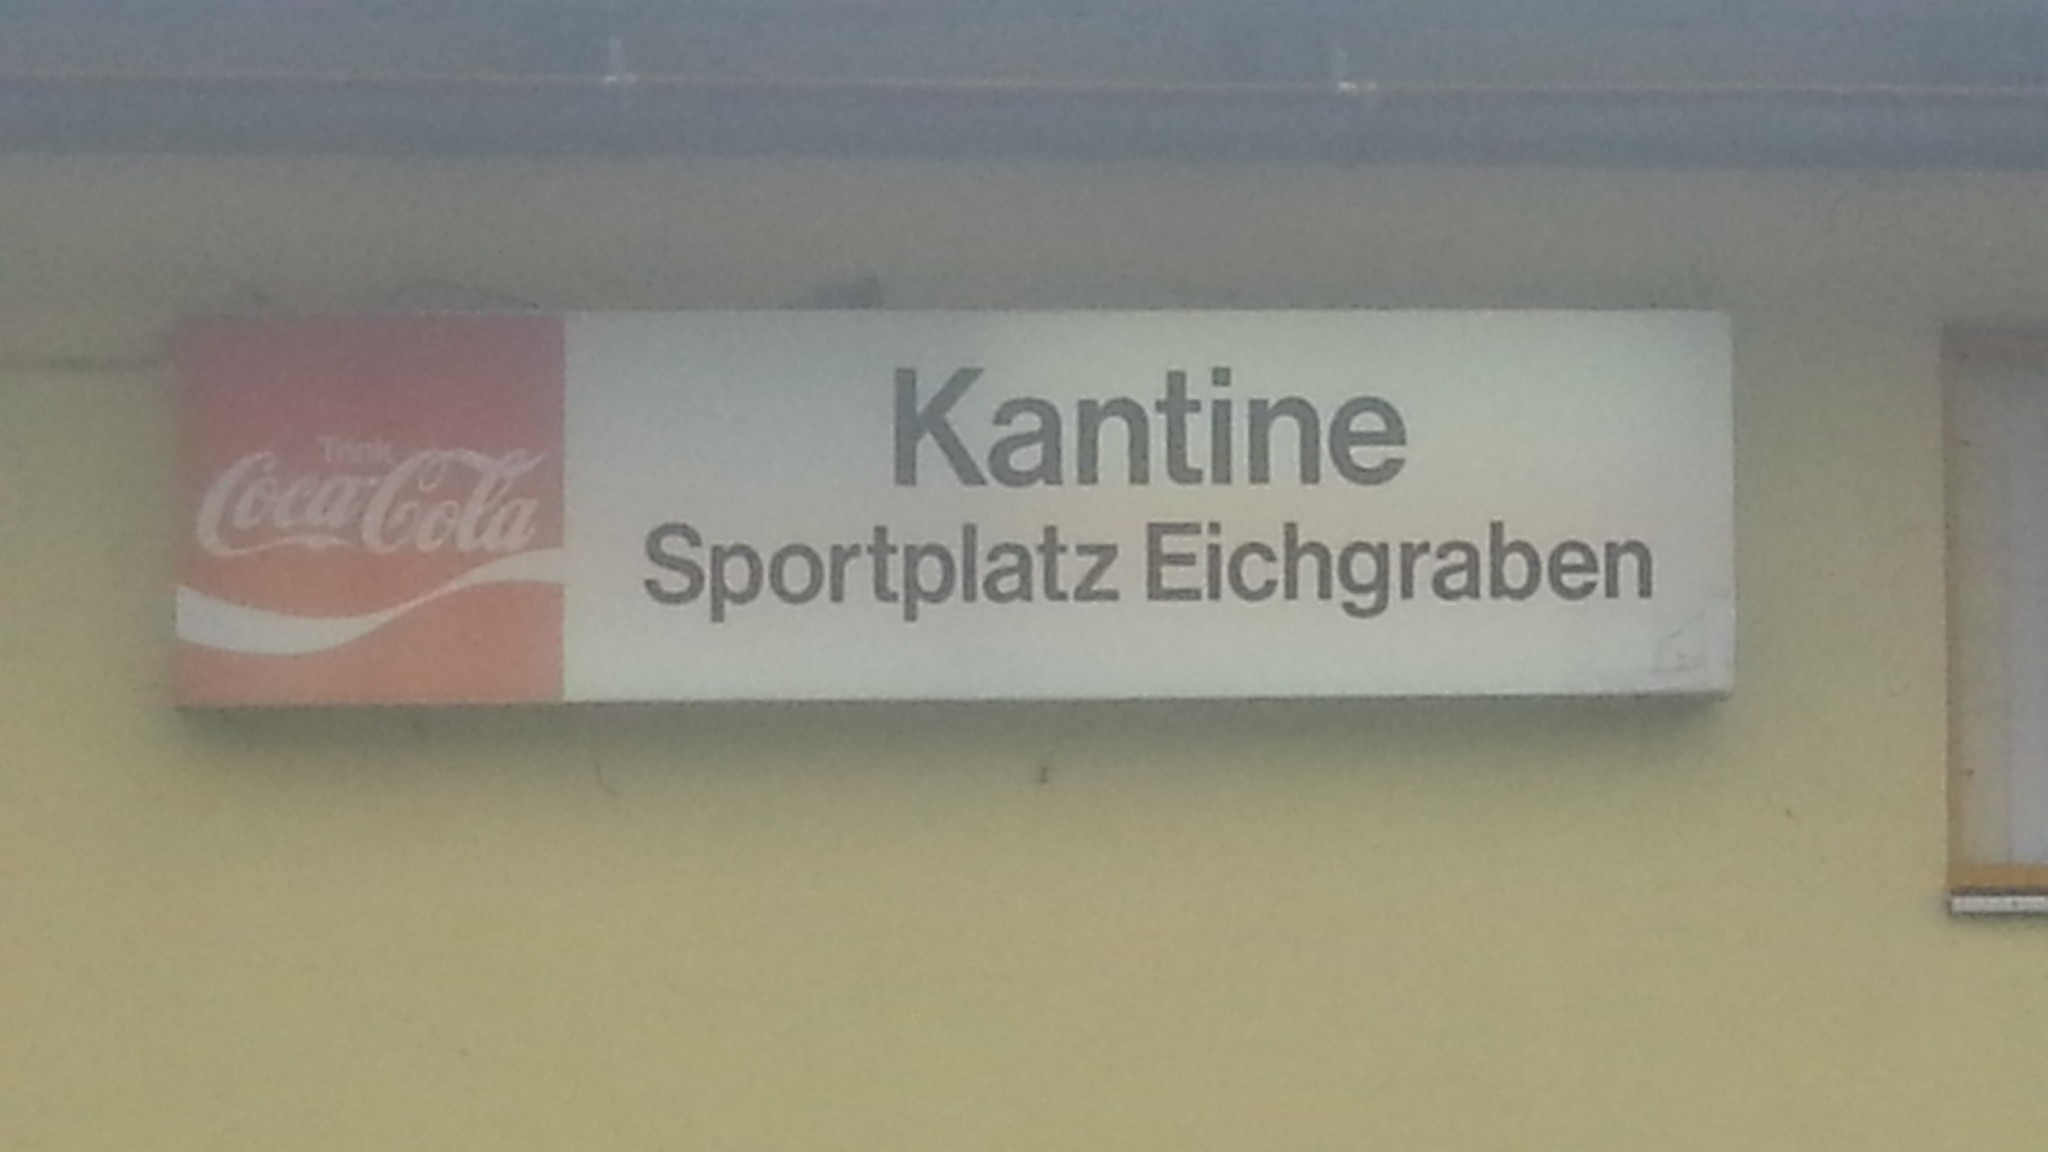 Trink
Coca-Cola
Kantine
Sportplatz Eichgraben